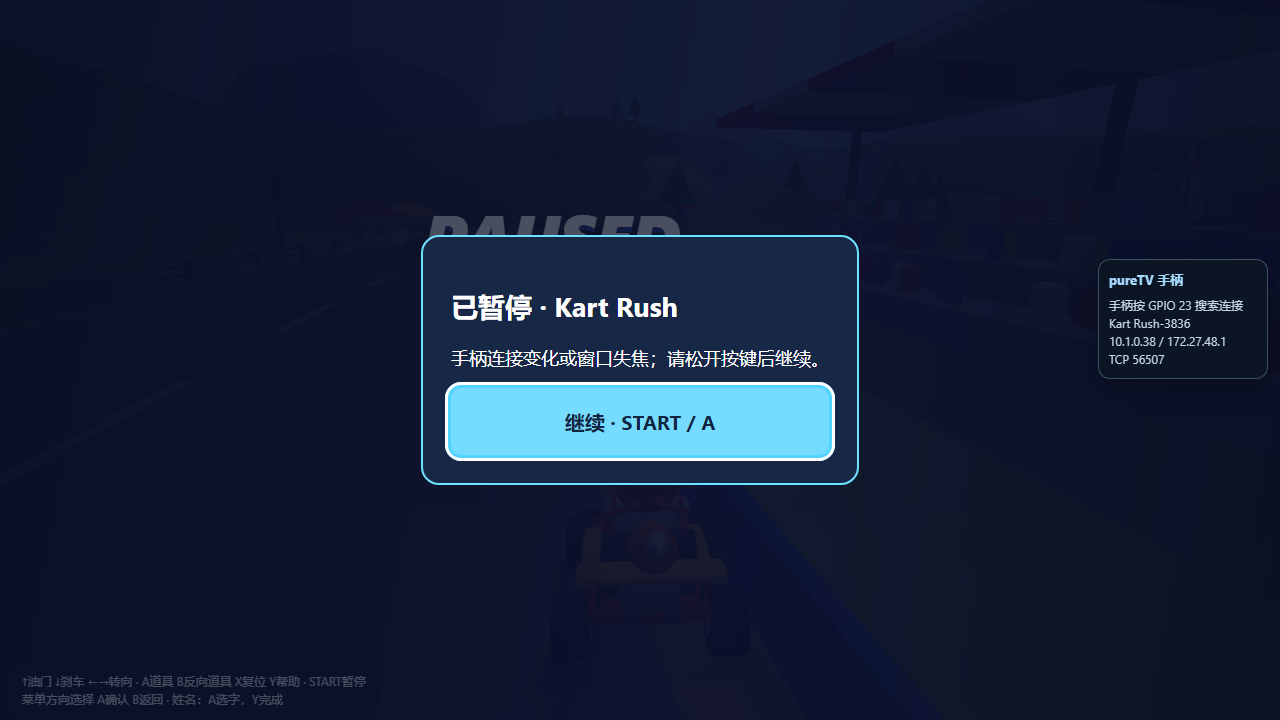 PAUSED
已暂停 · Kart Rush
手柄连接变化或窗口失焦；请松开按键后继续。
继续 · START / A
pureTV 手柄
手柄按 GPIO 23 搜索连接
Kart Rush-3836
10.1.0.38 / 172.27.48.1
TCP 56507
↑油门 ↓刹车 ←→转向 · A道具 B反向道具 X复位 Y帮助 · START暂停
菜单方向选择 A确认 B返回 · 姓名：A选字，Y完成